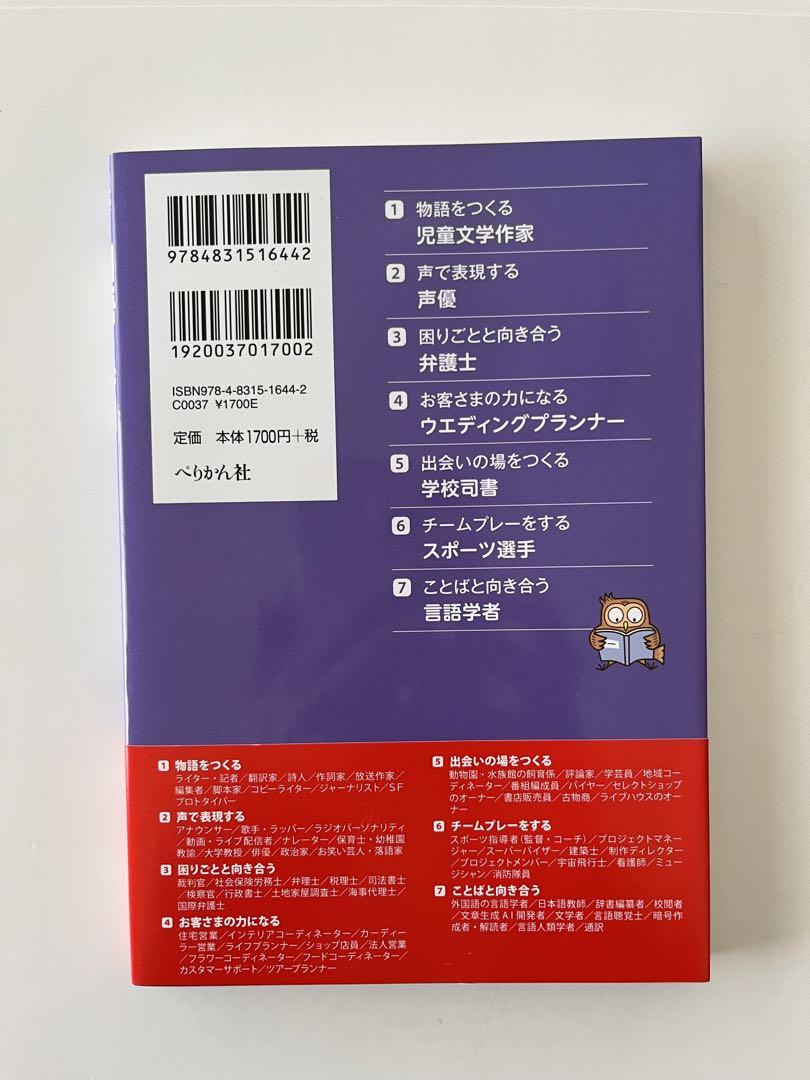 9784831516442
1920037017002
ISBN978-4-8315-1644-2
C0037 ¥1700E
定価 本体1700円+税
ぺりかん社
1 物語をつくる
児童文学作家
2 声で表現する
声優
3 困りごとと向き合う
弁護士
4 お客さまの力になる
ウエディングプランナー
5 出会いの場をつくる
学校司書
6 チームプレーをする
スポーツ選手
7 ことばと向き合う
言語学者
1 物語をつくる
ライター・記者/翻訳家/詩人/作詞家/放送作家/
編集者/脚本家/コピーライター/ジャーナリスト/SF
プロトタイパー
2 声で表現する
アナウンサー/歌手・ラッパー/ラジオパーソナリティ
/動画・ライブ配信者/ナレーター/保育士・幼稚園
教諭/大学教授/俳優/政治家/お笑い芸人・落語家
3 困りごとと向き合う
裁判官/社会保険労務士/弁理士/税理士/司法書士
/検察官/行政書士/土地家屋調査士/海事代理士/
国際弁護士
4 お客さまの力になる
住宅営業/インテリアコーディネーター/カーディー
ラー営業/ライフプランナー/ショップ店員/法人営業
/フラワーコーディネーター/フードコーディネーター/
カスタマーサポート/ツアープランナー
5 出会いの場をつくる
動物園・水族館の飼育係/評論家/学芸員/地域コー
ディネーター/番組編成員/バイヤー/セレクトショップ
のオーナー/書店販売員/古物商/ライブハウスのオー
ナー
6 チームプレーをする
スポーツ指導者(監督・コーチ)/プロジェクトマネー
ジャー/スーパーバイザー/建築士/制作ディレクター
/プロジェクトメンバー/宇宙飛行士/看護師/ミュー
ジシャン/消防隊員
7 ことばと向き合う
外国語の言語学者/日本語教師/辞書編纂者/校閲者
/文章生成AI開発者/文学者/言語聴覚士/暗号作
成者・解読者/言語人類学者/通訳